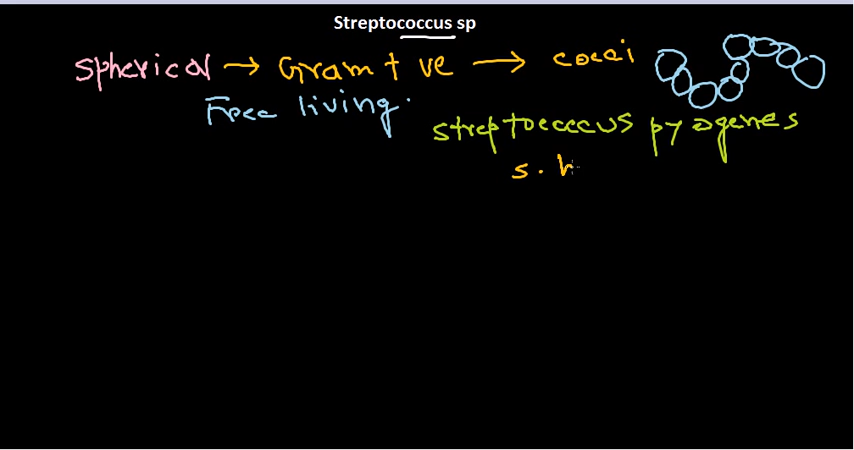 Streptococcus sp
Spherical → Gram + ve → cocci
Free living.
streptococcus pyogenes
s.